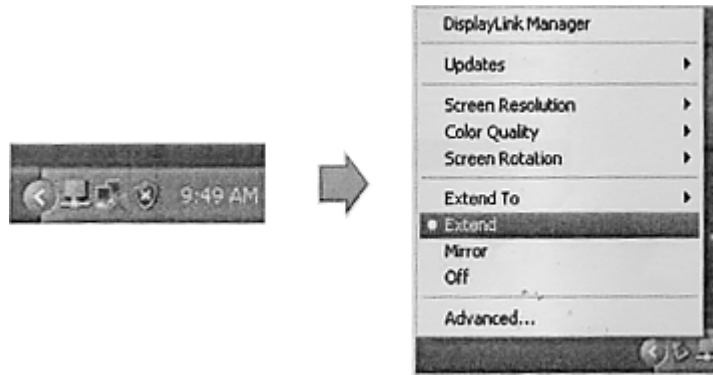 9:49 AM
DisplayLink Manager
Updates
Screen Resolution
Color Quality
Screen Rotation
Extend To
Extend
Mirror
Off
Advanced...